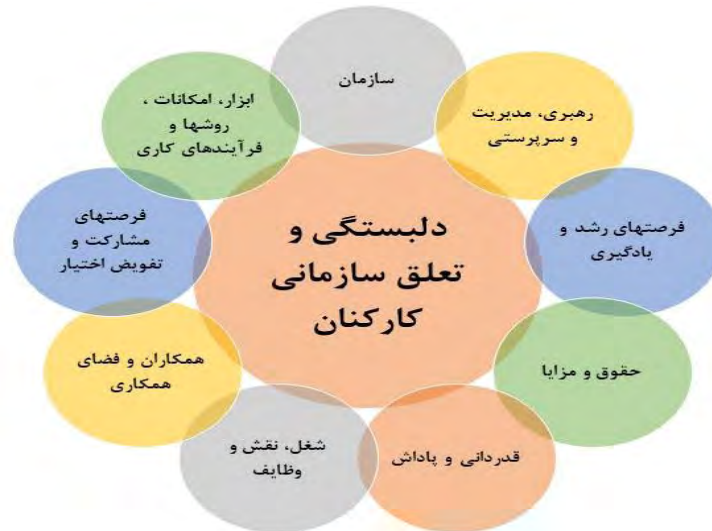 سازمان
رهبری، مدیریت
و سرپرستی
فرصتهای رشد و
یادگیری
حقوق و مزایا
قدردانی و پاداش
شغل، نقش و
وظایف
همکاران و فضای
همکاری
فرصتهای
مشارکت و
تفویض اختیار
ابزار، امکانات ،
روشها و
فرآیندهای کاری
دلبستگی و
تعلق سازمانی
کارکنان